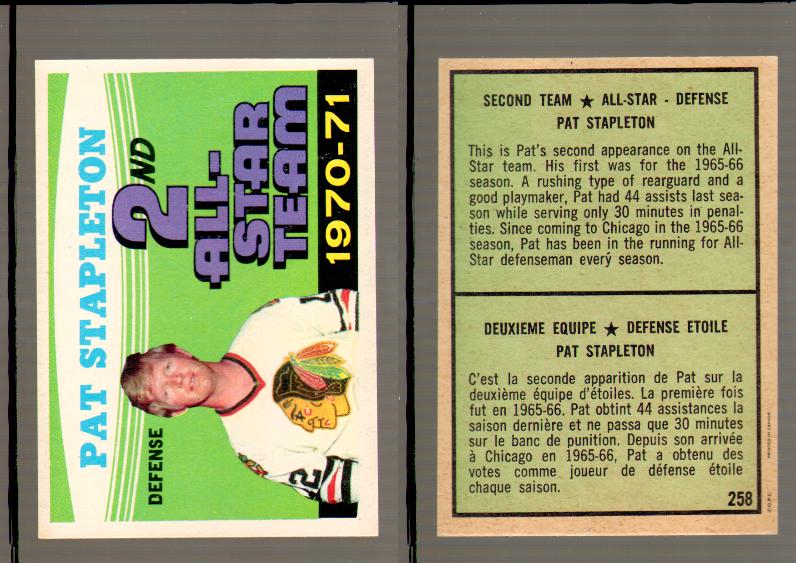 PAT STAPLETON
2ND
ALL-
STAR
TEAM
1970-71
DEFENSE
2
SECOND TEAM ★ ALL-STAR - DEFENSE
PAT STAPLETON
This is Pat's second appearance on the All-
Star team. His first was for the 1965-66
season. A rushing type of rearguard and a
good playmaker, Pat had 44 assists last sea-
son while serving only 30 minutes in penal-
ties. Since coming to Chicago in the 1965-66
season, Pat has been in the running for All-
Star defenseman every season.
DEUXIEME EQUIPE ★ DEFENSE ETOILE
PAT STAPLETON
C'est la seconde apparition de Pat sur la
deuxième équipe d'étoiles. La première fois
fut en 1965-66. Pat obtint 44 assistances la
saison dernière et ne passa que 30 minutes
sur le banc de punition. Depuis son arrivée
à Chicago en 1965-66, Pat a obtenu des
votes comme joueur de défense étoile
chaque saison.
258
O.P.C. PRINTED IN CANADA